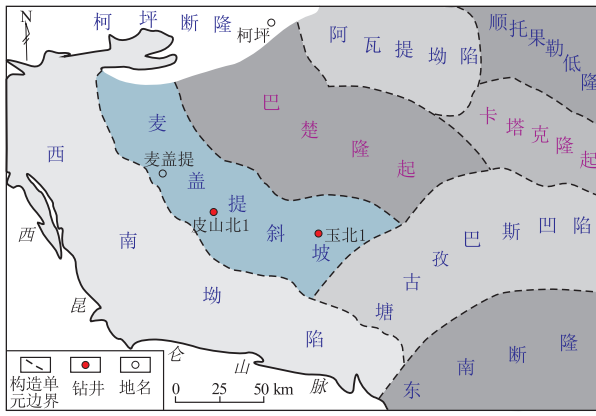 N
柯坪断隆
柯坪
阿瓦提坳陷
顺托果勒低隆
巴楚隆起
卡塔克隆起
麦盖提斜坡
麦盖提
皮山北1
玉北1
西南坳陷
塘古孜巴斯凹陷
东南断隆
西昆仑山脉
构造单元边界
钻井
地名
0 25 50 km